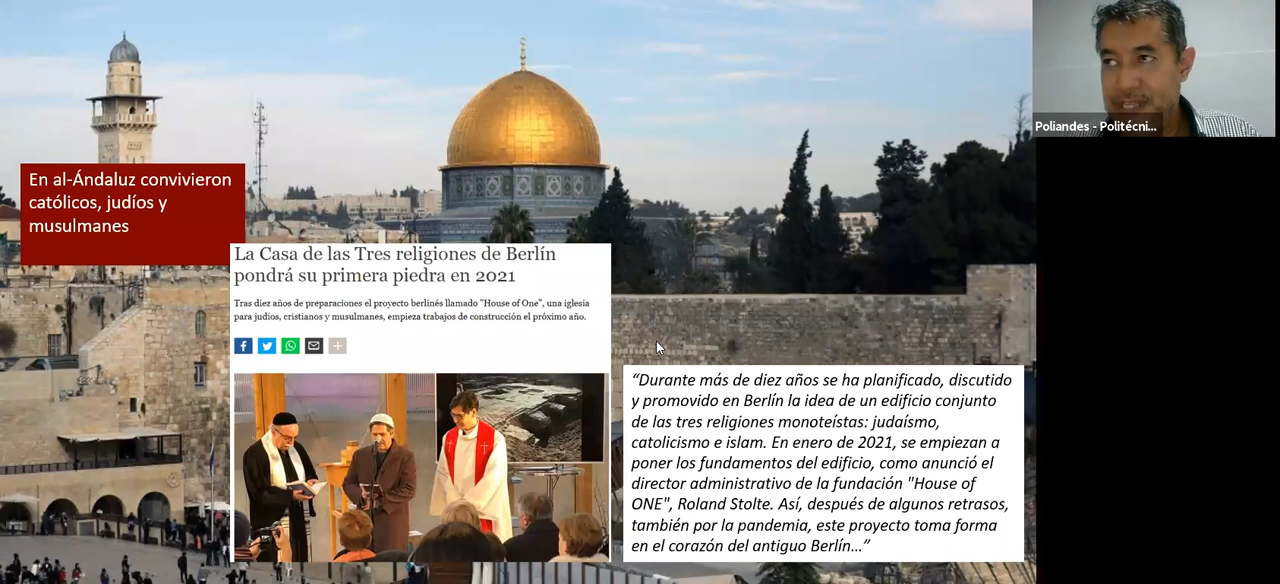 Poliandes - Politécni...
En al-Ándaluz convivieron
católicos, judíos y
musulmanes
La Casa de las Tres religiones de Berlín
pondrá su primera piedra en 2021
Tras diez años de preparaciones el proyecto berlinés llamado "House of One", una iglesia
para judíos, cristianos y musulmanes, empieza trabajos de construcción el próximo año.
“Durante más de diez años se ha planificado, discutido
y promovido en Berlín la idea de un edificio conjunto
de las tres religiones monoteístas: judaísmo,
catolicismo e islam. En enero de 2021, se empiezan a
poner los fundamentos del edificio, como anunció el
director administrativo de la fundación "House of
ONE", Roland Stolte. Así, después de algunos retrasos,
también por la pandemia, este proyecto toma forma
en el corazón del antiguo Berlín…”